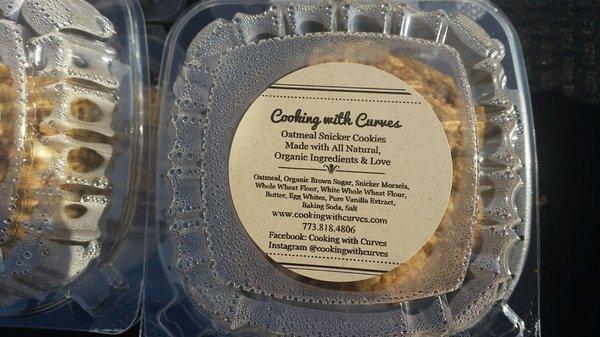 Cooking with Curves
Oatmeal Snicker Cookies
Made with All Natural,
Organic Ingredients & Love
Oatmeal, Organic Brown Sugar, Snicker Morsels,
Whole Wheat Flour, White Whole Wheat Flour,
Butter, Egg Whites, Pure Vanilla Extract,
Baking Soda, Salt
www.cookingwithcurves.com
773.818.4806
Facebook: Cooking with Curves
Instagram @cookingwithcurves